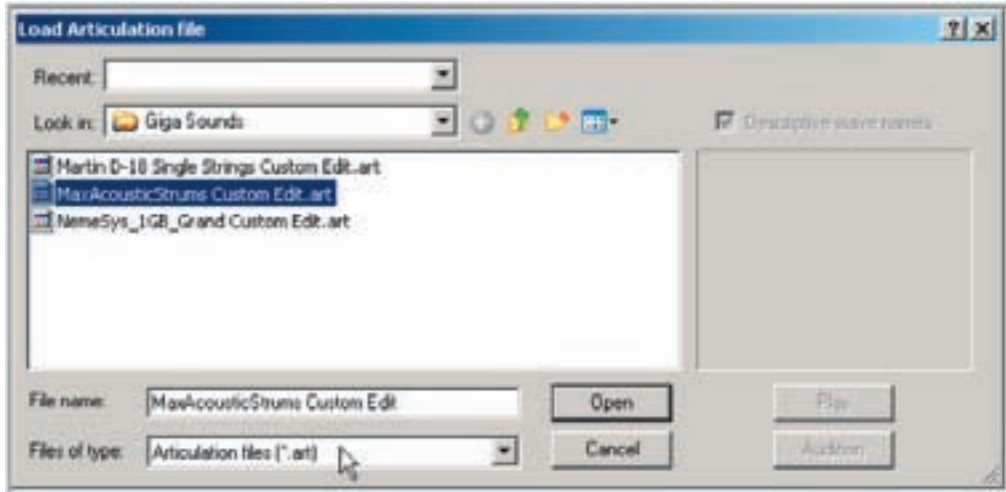 Load Articulation file
Recent:
Look in: Giga Sounds
Descriptive wave names
Martin D-18 Single Strings Custom Edit.art
MaxAcousticStrums Custom Edit.art
NemeSys_1GB_Grand Custom Edit.art
File name: MaxAcousticStrums Custom Edit Open Play
Files of type: Articulation files (*.art) Cancel Audition